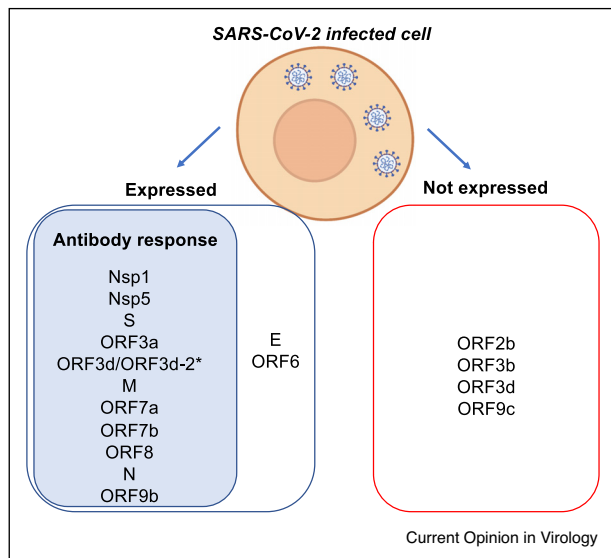 SARS-CoV-2 infected cell
Expressed
Not expressed
Antibody response
Nsp1
Nsp5
S
ORF3a
ORF3d/ORF3d-2*
M
ORF7a
ORF7b
ORF8
N
ORF9b
E
ORF6
ORF2b
ORF3b
ORF3d
ORF9c
Current Opinion in Virology